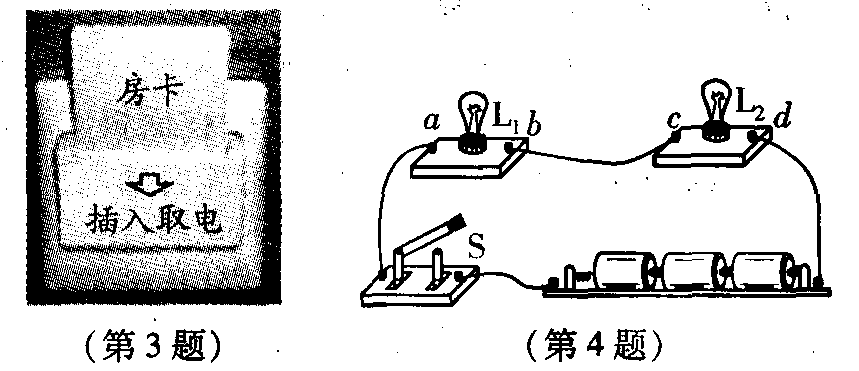 房卡
插入取电
(第3题)
a L₁ b c L₂ d
S
(第4题)